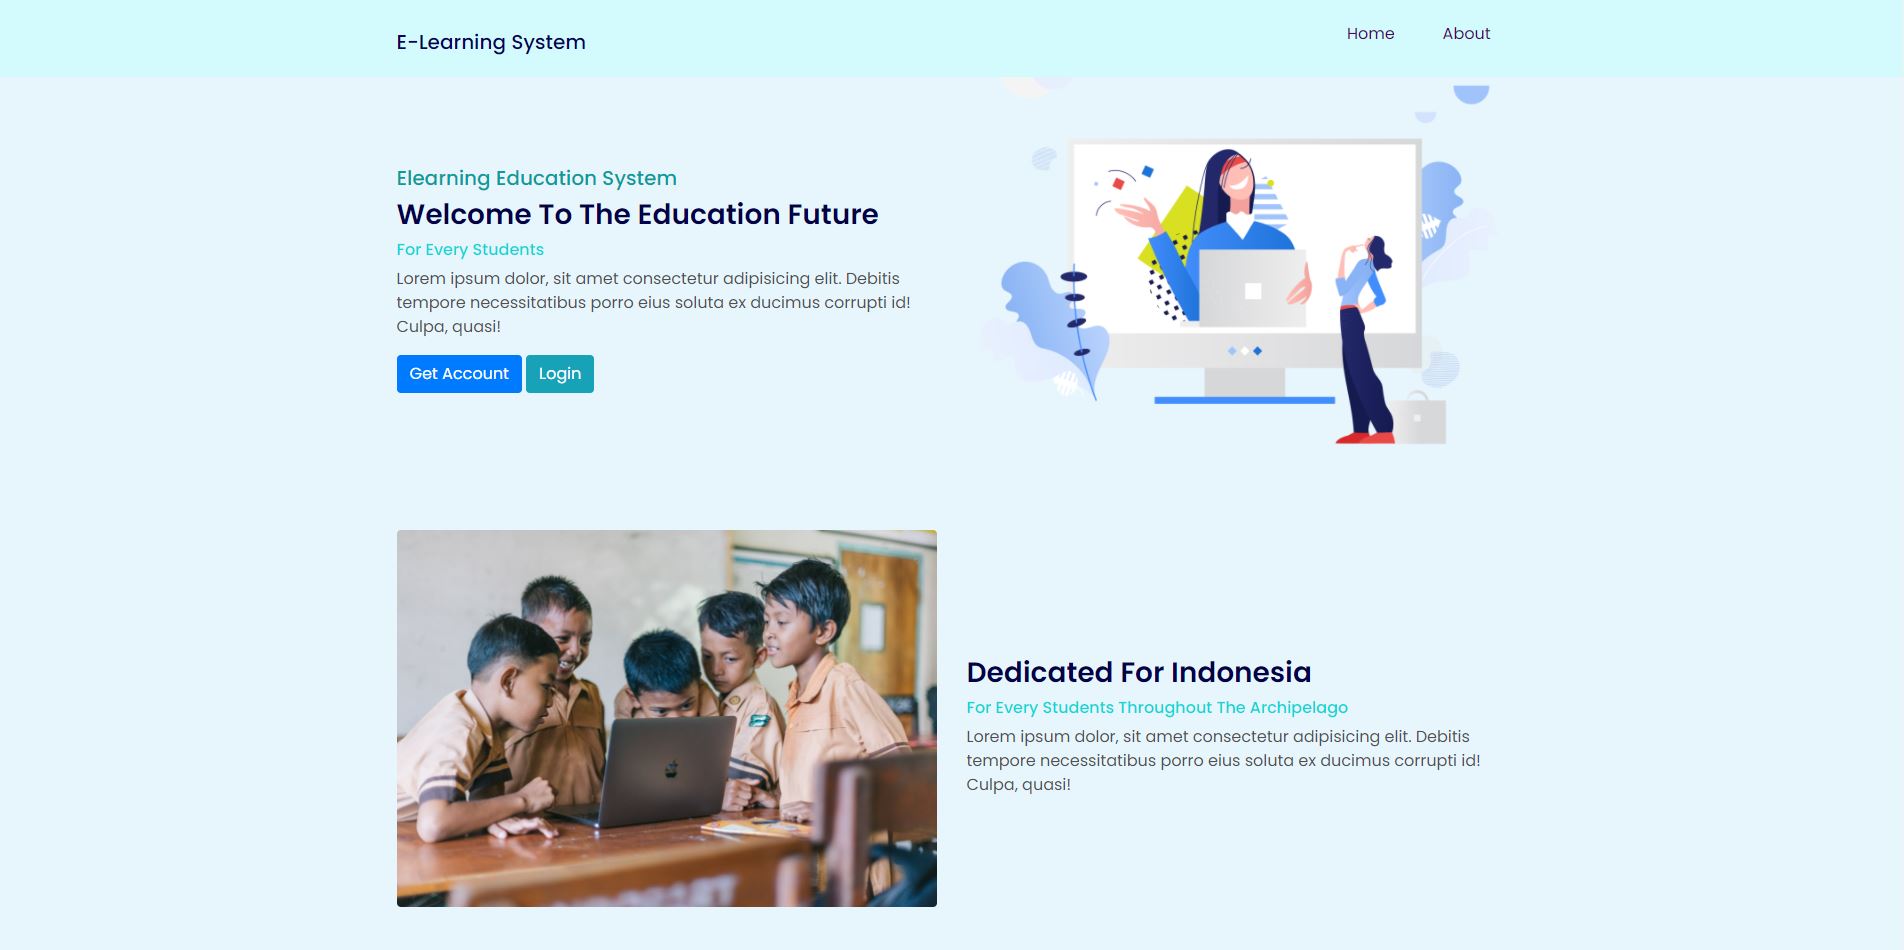 E-Learning System
Home
About
Elearning Education System
Welcome To The Education Future
For Every Students
Lorem ipsum dolor, sit amet consectetur adipisicing elit. Debitis
tempore necessitatibus porro eius soluta ex ducimus corrupti id!
Culpa, quasi!
Get Account
Login
Dedicated For Indonesia
For Every Students Throughout The Archipelago
Lorem ipsum dolor, sit amet consectetur adipisicing elit. Debitis
tempore necessitatibus porro eius soluta ex ducimus corrupti id!
Culpa, quasi!